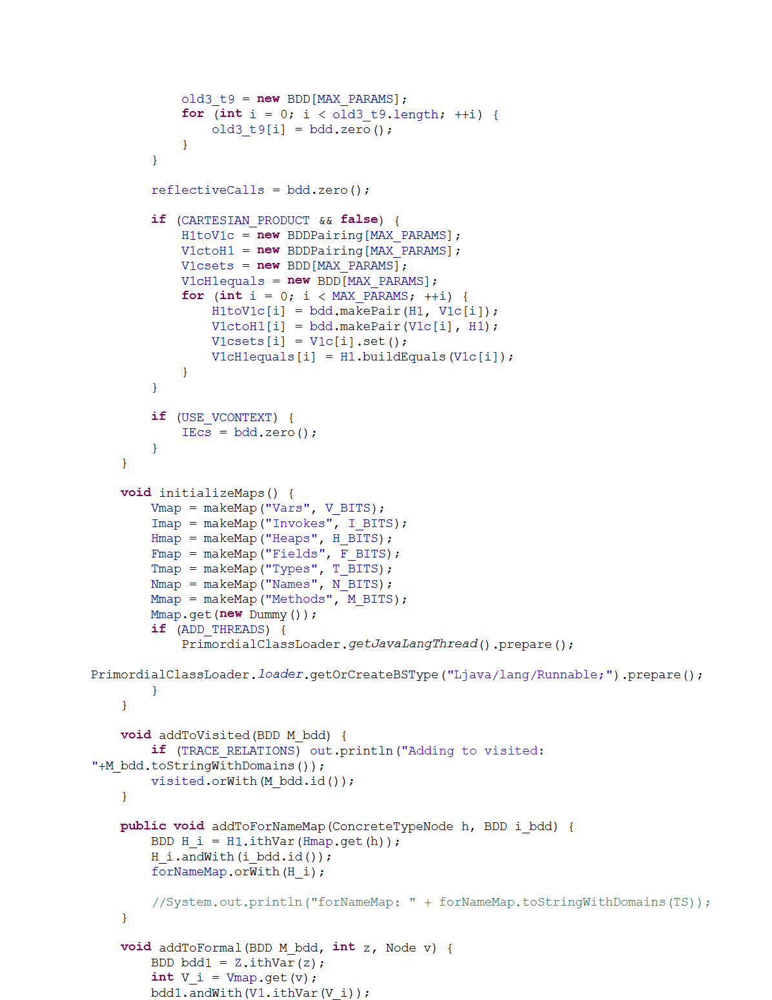 old3_t9 = new BDD[MAX_PARAMS];
            for (int i = 0; i < old3_t9.length; ++i) {
                old3_t9[i] = bdd.zero();
            }
        }

        reflectiveCalls = bdd.zero();

        if (CARTESIAN_PRODUCT && false) {
            H1toV1c = new BDDPairing[MAX_PARAMS];
            V1ctoH1 = new BDDPairing[MAX_PARAMS];
            V1csets = new BDD[MAX_PARAMS];
            V1cH1equals = new BDD[MAX_PARAMS];
            for (int i = 0; i < MAX_PARAMS; ++i) {
                H1toV1c[i] = bdd.makePair(H1, V1c[i]);
                V1ctoH1[i] = bdd.makePair(V1c[i], H1);
                V1csets[i] = V1c[i].set();
                V1cH1equals[i] = H1.buildEquals(V1c[i]);
            }
        }

        if (USE_VCONTEXT) {
            IEcs = bdd.zero();
        }
    }

    void initializeMaps() {
        Vmap = makeMap("Vars", V_BITS);
        Imap = makeMap("Invokes", I_BITS);
        Hmap = makeMap("Heaps", H_BITS);
        Fmap = makeMap("Fields", F_BITS);
        Tmap = makeMap("Types", T_BITS);
        Nmap = makeMap("Names", N_BITS);
        Mmap = makeMap("Methods", M_BITS);
        Mmap.get(new Dummy());
        if (ADD_THREADS) {
            PrimordialClassLoader.getJavaLangThread().prepare();

PrimordialClassLoader.loader.getOrCreateBSType("Ljava/lang/Runnable;").prepare();
        }
    }

    void addToVisited(BDD M_bdd) {
        if (TRACE_RELATIONS) out.println("Adding to visited:
"+M_bdd.toStringWithDomains());
        visited.orWith(M_bdd.id());
    }

    public void addToForNameMap(ConcreteTypeNode h, BDD i_bdd) {
        BDD H_i = H1.ithVar(Hmap.get(h));
        H_i.andWith(i_bdd.id());
        forNameMap.orWith(H_i);

        //System.out.println("forNameMap: " + forNameMap.toStringWithDomains(TS));
    }

    void addToFormal(BDD M_bdd, int z, Node v) {
        BDD bdd1 = Z.ithVar(z);
        int V_i = Vmap.get(v);
        bdd1.andWith(V1.ithVar(V_i));